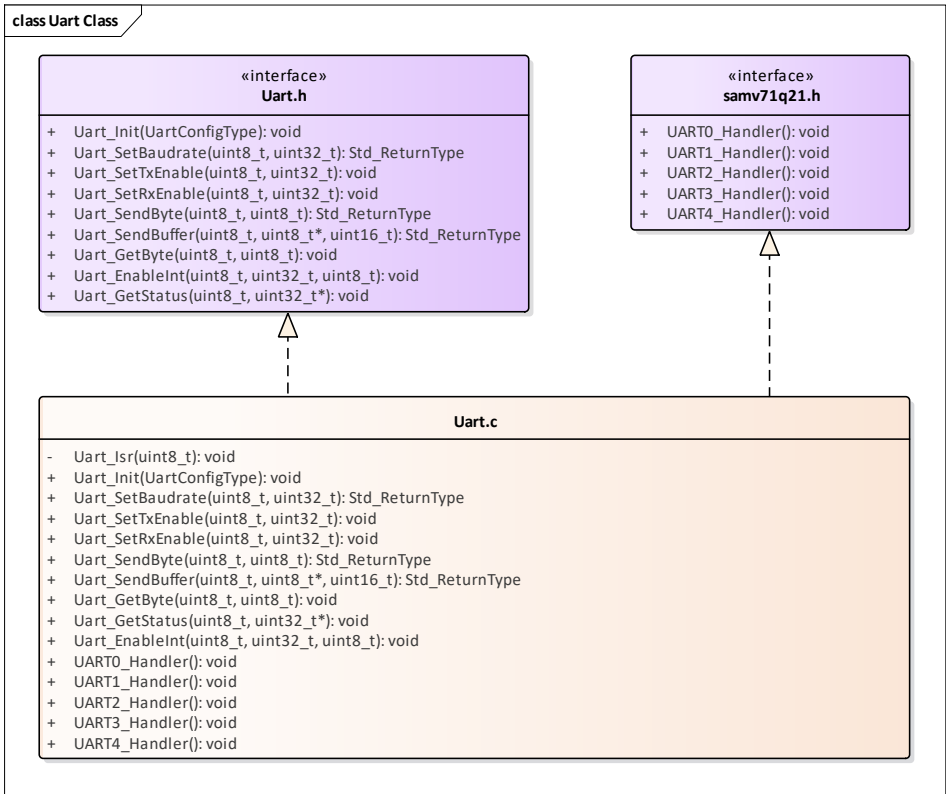 class Uart Class
«interface»
Uart.h
+ Uart_Init(UartConfigType): void
+ Uart_SetBaudrate(uint8_t, uint32_t): Std_ReturnType
+ Uart_SetTxEnable(uint8_t, uint32_t): void
+ Uart_SetRxEnable(uint8_t, uint32_t): void
+ Uart_SendByte(uint8_t, uint8_t): Std_ReturnType
+ Uart_SendBuffer(uint8_t, uint8_t*, uint16_t): Std_ReturnType
+ Uart_GetByte(uint8_t, uint8_t): void
+ Uart_EnableInt(uint8_t, uint32_t, uint8_t): void
+ Uart_GetStatus(uint8_t, uint32_t*): void
«interface»
samv71q21.h
+ UART0_Handler(): void
+ UART1_Handler(): void
+ UART2_Handler(): void
+ UART3_Handler(): void
+ UART4_Handler(): void
Uart.c
- Uart_Isr(uint8_t): void
+ Uart_Init(UartConfigType): void
+ Uart_SetBaudrate(uint8_t, uint32_t): Std_ReturnType
+ Uart_SetTxEnable(uint8_t, uint32_t): void
+ Uart_SetRxEnable(uint8_t, uint32_t): void
+ Uart_SendByte(uint8_t, uint8_t): Std_ReturnType
+ Uart_SendBuffer(uint8_t, uint8_t*, uint16_t): Std_ReturnType
+ Uart_GetByte(uint8_t, uint8_t): void
+ Uart_GetStatus(uint8_t, uint32_t*): void
+ Uart_EnableInt(uint8_t, uint32_t, uint8_t): void
+ UART0_Handler(): void
+ UART1_Handler(): void
+ UART2_Handler(): void
+ UART3_Handler(): void
+ UART4_Handler(): void